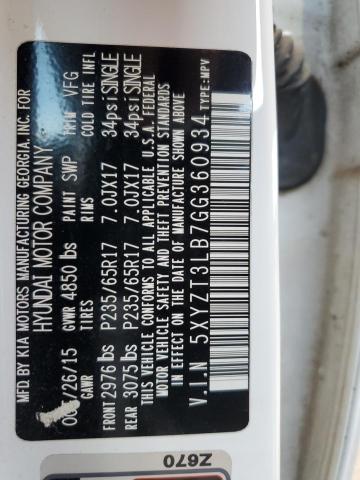 MFD. BY KIA MOTORS MANUFACTURING GEORGIA, INC. FOR
HYUNDAI MOTOR COMPANY
/26/15 GVWR 4850 lbs PAINT SWP TRIM VFG
GAWR RIMS COLD TIRE INFL
FRONT 2976 lbs P235/65R17 7.0JX17 34psi SINGLE
REAR 3075 lbs P235/65R17 7.0JX17 34psi SINGLE
THIS VEHICLE CONFORMS TO ALL APPLICABLE U.S.A. FEDERAL
MOTOR VEHICLE SAFETY AND THEFT PREVENTION STANDARDS
IN EFFECT ON THE DATE OF MANUFACTURE SHOWN ABOVE
V.I.N 5XYZT3LB7GG360934 TYPE:MPV
Z670